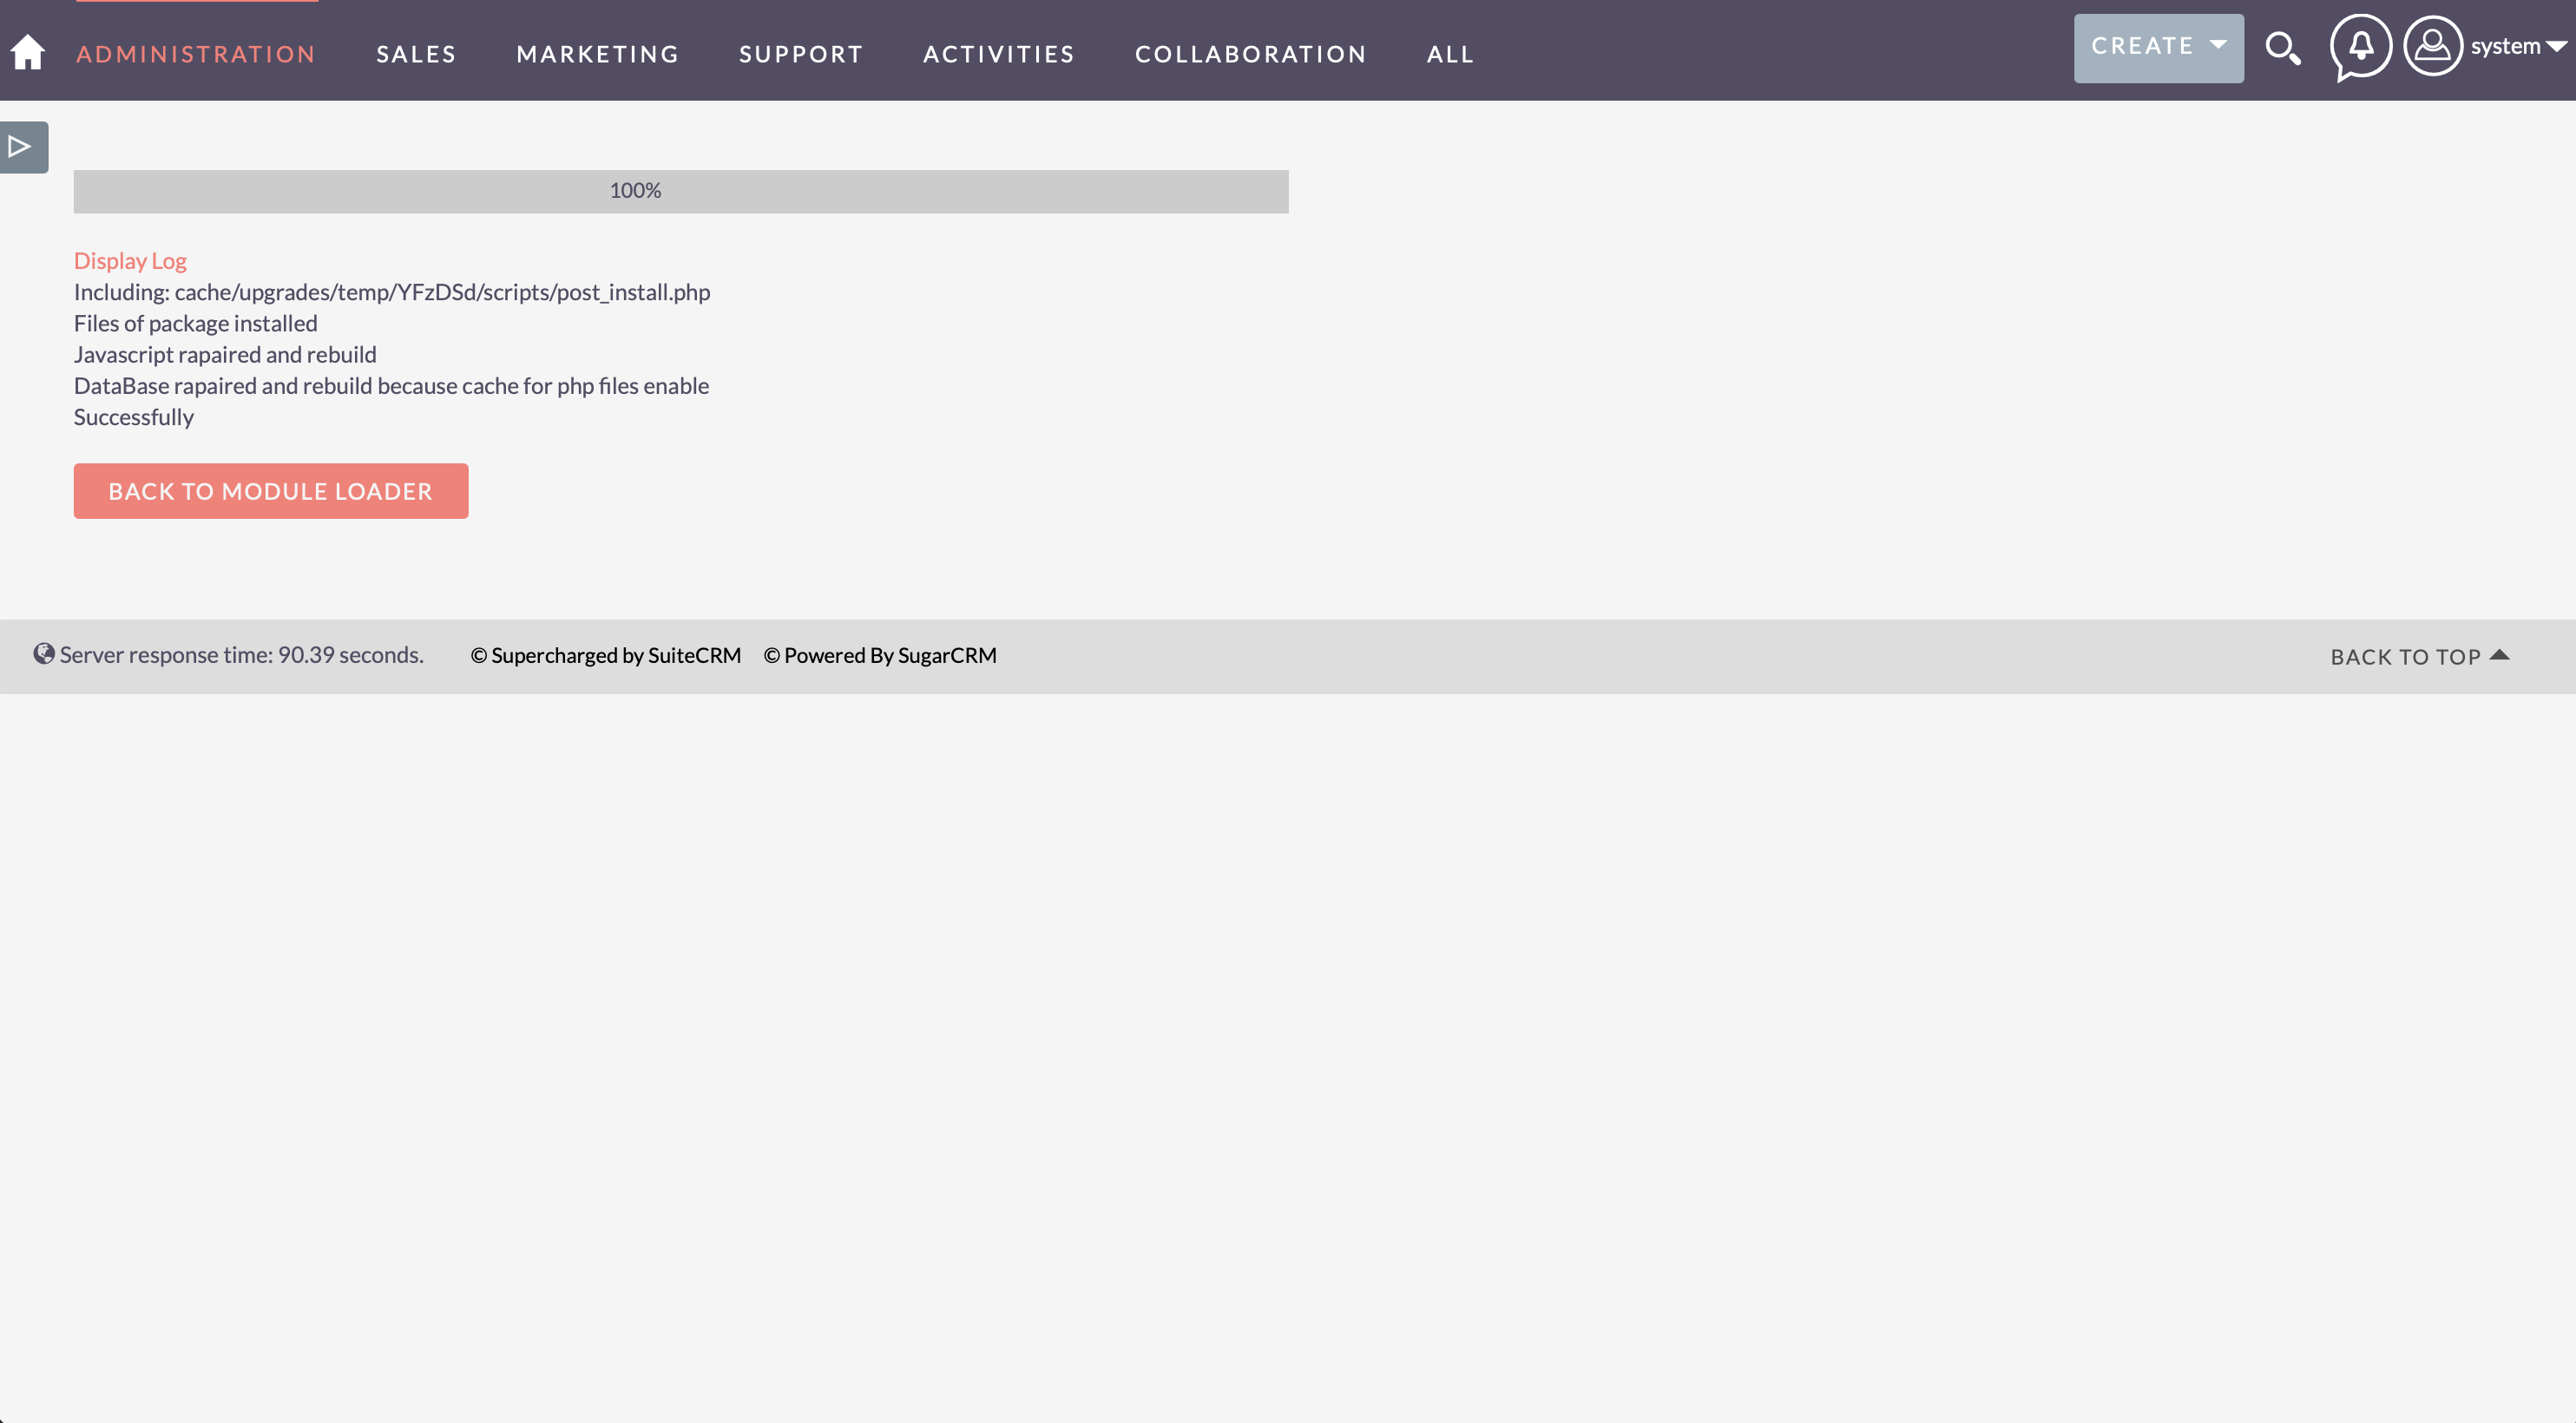 ADMINISTRATION SALES MARKETING SUPPORT ACTIVITIES COLLABORATION ALL CREATE system
100%
Display Log
Including: cache/upgrades/temp/YFzDSd/scripts/post_install.php
Files of package installed
Javascript rapaired and rebuild
DataBase rapaired and rebuild because cache for php files enable
Successfully
BACK TO MODULE LOADER
Server response time: 90.39 seconds. © Supercharged by SuiteCRM © Powered By SugarCRM BACK TO TOP